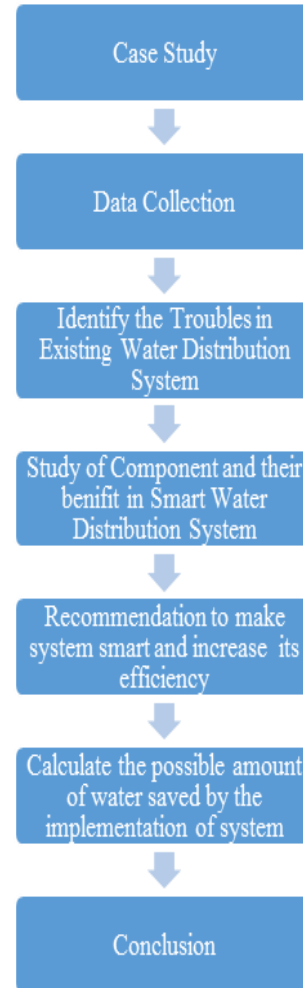 Case Study
Data Collection
Identify the Troubles in
Existing Water Distribution
System
Study of Component and their
benifit in Smart Water
Distribution System
Recommendation to make
system smart and increase its
efficiency
Calculate the possible amount
of water saved by the
implementation of system
Conclusion